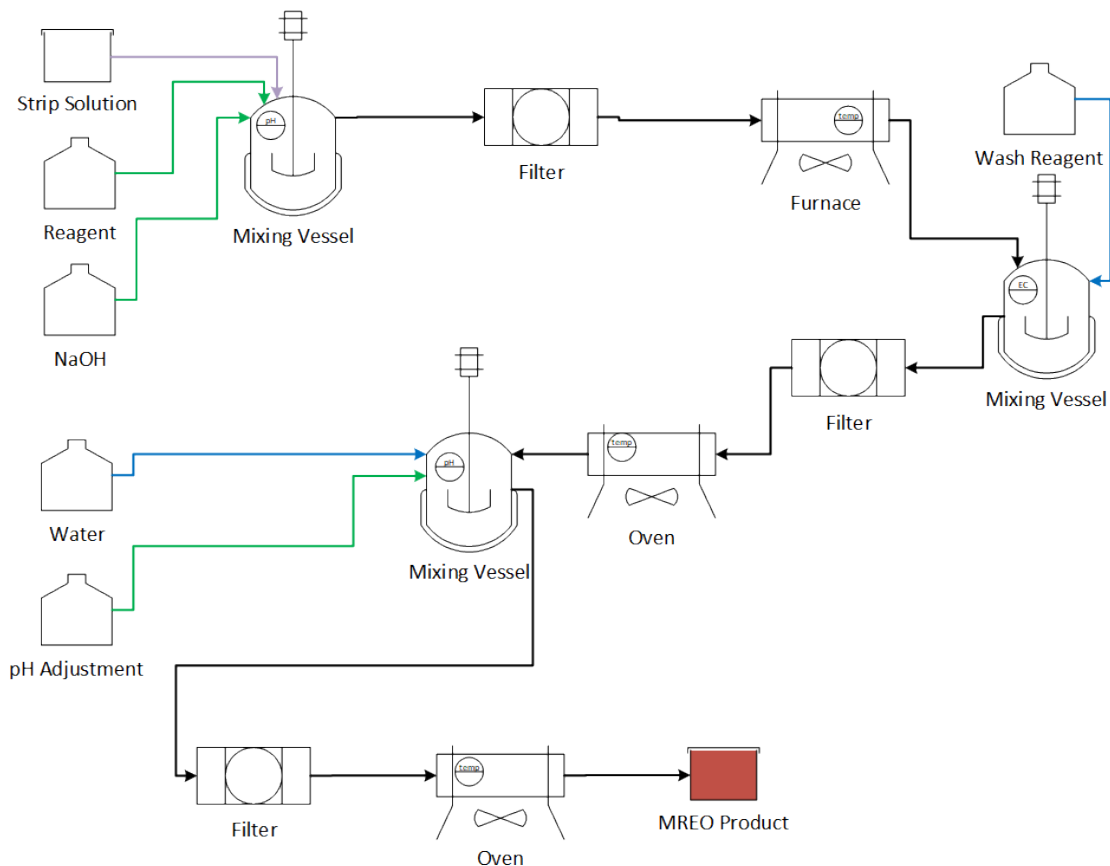 Strip Solution
pH
Reagent
Mixing Vessel
NaOH
Filter
temp
Furnace
Wash Reagent
EC
Mixing Vessel
Filter
temp
Oven
pH
Mixing Vessel
Water
pH Adjustment
Filter
temp
Oven
MREO Product